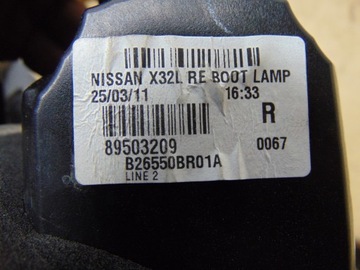 NISSAN X32L RE BOOT LAMP
25/03/11 16:33
R
89503209 0067
B26550BR01A
LINE 2